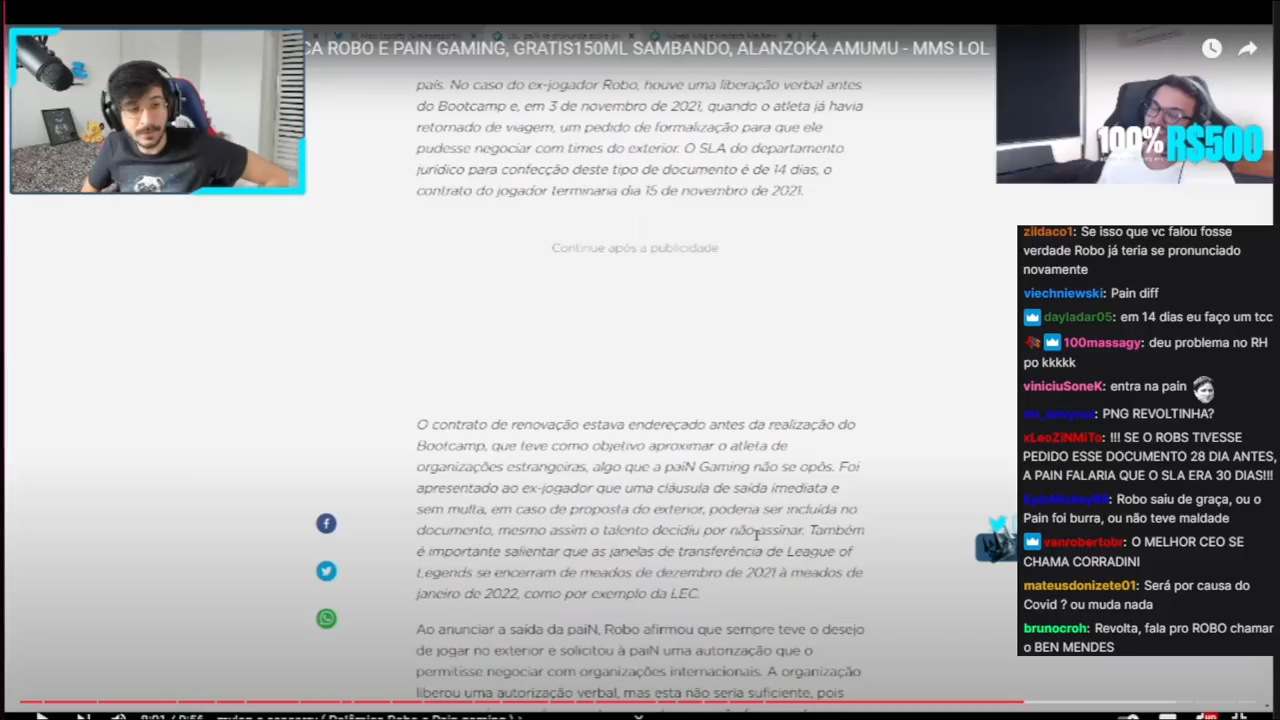 ÇA ROBO E PAIN GAMING, GRATIS150ML SAMBANDO, ALANZOKA AMUMU - MMS LOL
país. No caso do ex-jogador Robo, houve uma liberação verbal antes
do Bootcamp e, em 3 de novembro de 2021, quando o atleta já havia
retornado de viagem, um pedido de formalização para que ele
pudesse negociar com times do exterior. O SLA do departamento
jurídico para confecção deste tipo de documento é de 14 dias, o
contrato do jogador terminaria dia 15 de novembro de 2021.
Continue após a publicidade
O contrato de renovação estava endereçado antes da realização do
Bootcamp, que teve como objetivo aproximar o atleta de
organizações estrangeiras, algo que a paiN Gaming não se opôs. Foi
apresentado ao ex-jogador que uma cláusula de saída imediata e
sem multa, em caso de proposta do exterior, poderia ser incluída no
documento, mesmo assim o talento decidiu por não assinar. Também
é importante salientar que as janelas de transferência de League of
Legends se encerram de meados de dezembro de 2021 à meados de
janeiro de 2022, como por exemplo da LEC.
Ao anunciar a saída da paiN, Robo afirmou que sempre teve o desejo
de jogar no exterior e solicitou à paiN uma autorização que o
permitisse negociar com organizações internacionais. A organização
liberou uma autorização verbal, mas esta não seria suficiente, pois
100% R$500
zildaco1: Se isso que vc falou fosse
verdade Robo já teria se pronunciado
novamente
viechniewski: Pain diff
dayladar05: em 14 dias eu faço um tcc
100massagy: deu problema no RH
po kkkkk
viniciuSoneK: entra na pain
PNG REVOLTINHA?
xLeoZiNMiTo: !!! SE O ROBS TIVESSE
PEDIDO ESSE DOCUMENTO 28 DIA ANTES,
A PAIN FALARIA QUE O SLA ERA 30 DIAS!!!
EpicMickeyBR: Robo saiu de graça, ou o
Pain foi burra, ou não teve maldade
vanrobertobr: O MELHOR CEO SE
CHAMA CORRADINI
mateusdonizete01: Será por causa do
Covid ? ou muda nada
brunocroh: Revolta, fala pro ROBO chamar
o BEN MENDES